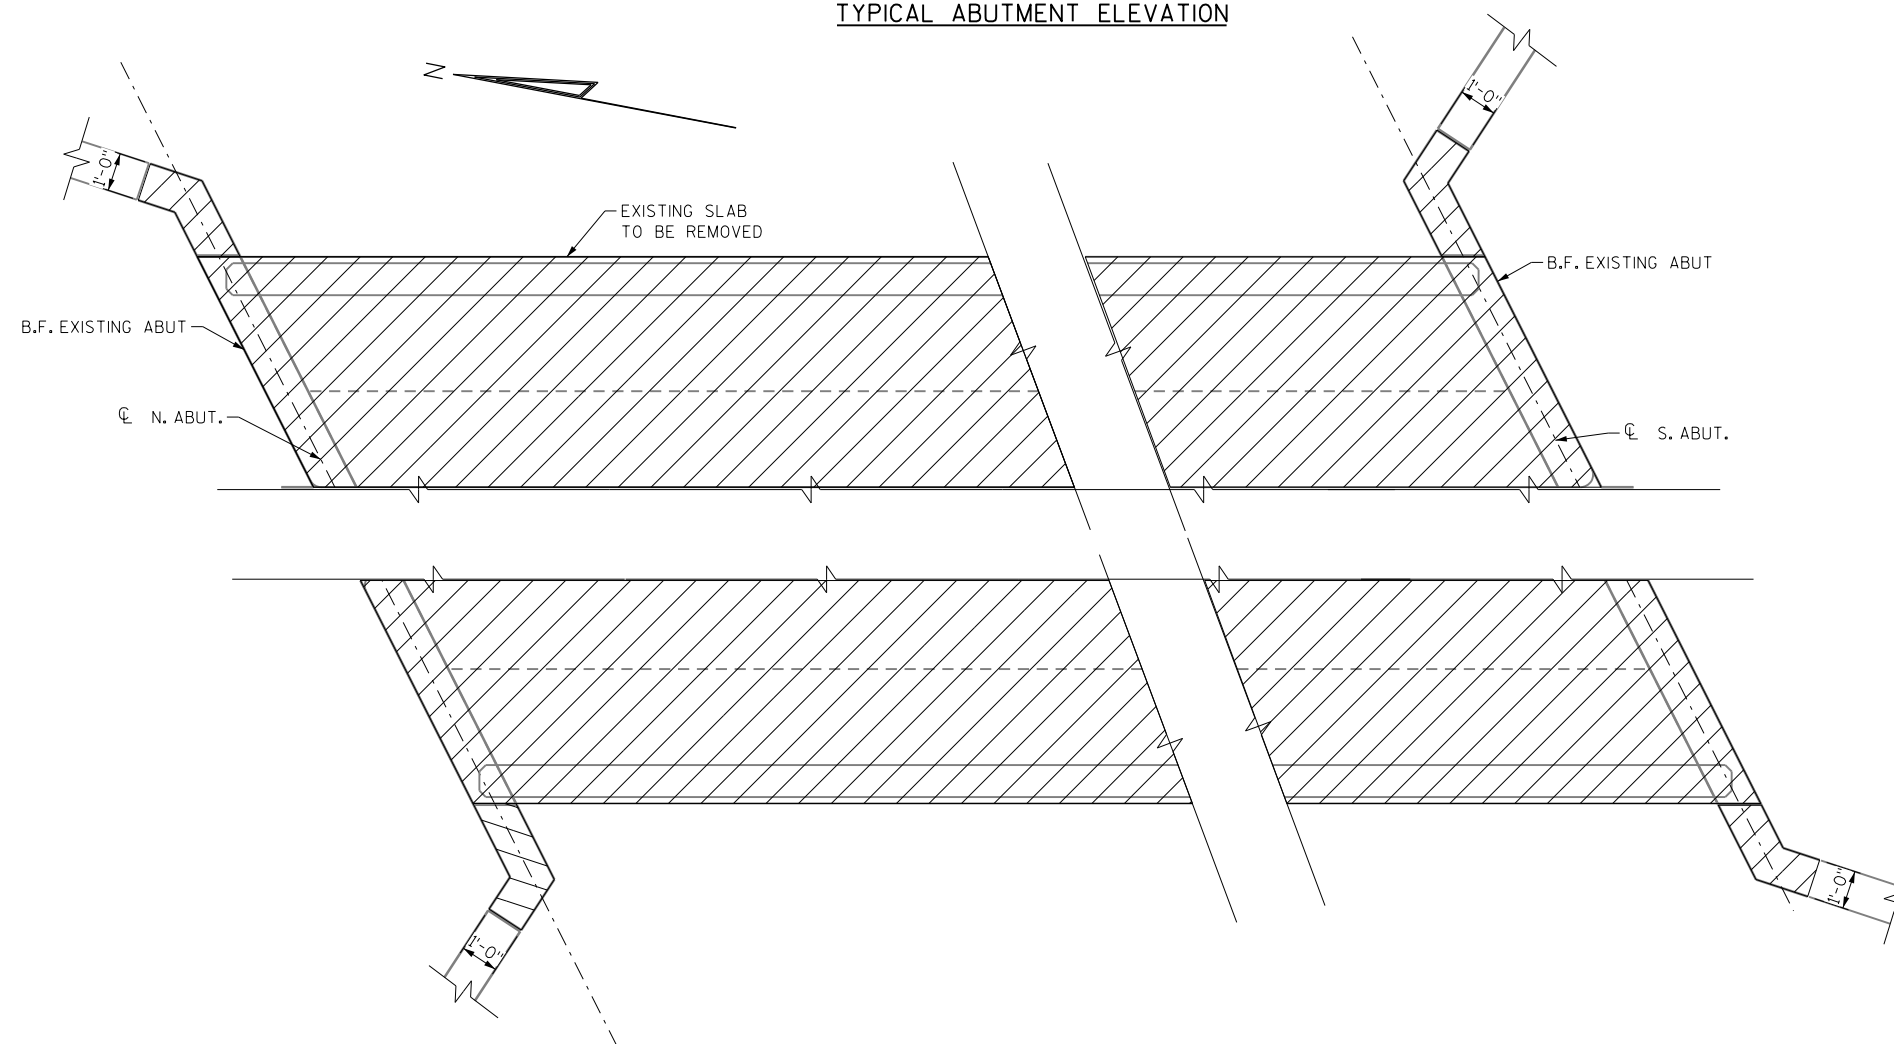 TYPICAL ABUTMENT ELEVATION
N
1'-0"
1'-0"
EXISTING SLAB
TO BE REMOVED
B.F. EXISTING ABUT
B.F. EXISTING ABUT
℄ N. ABUT.
℄ S. ABUT.
1'-0"
1'-0"